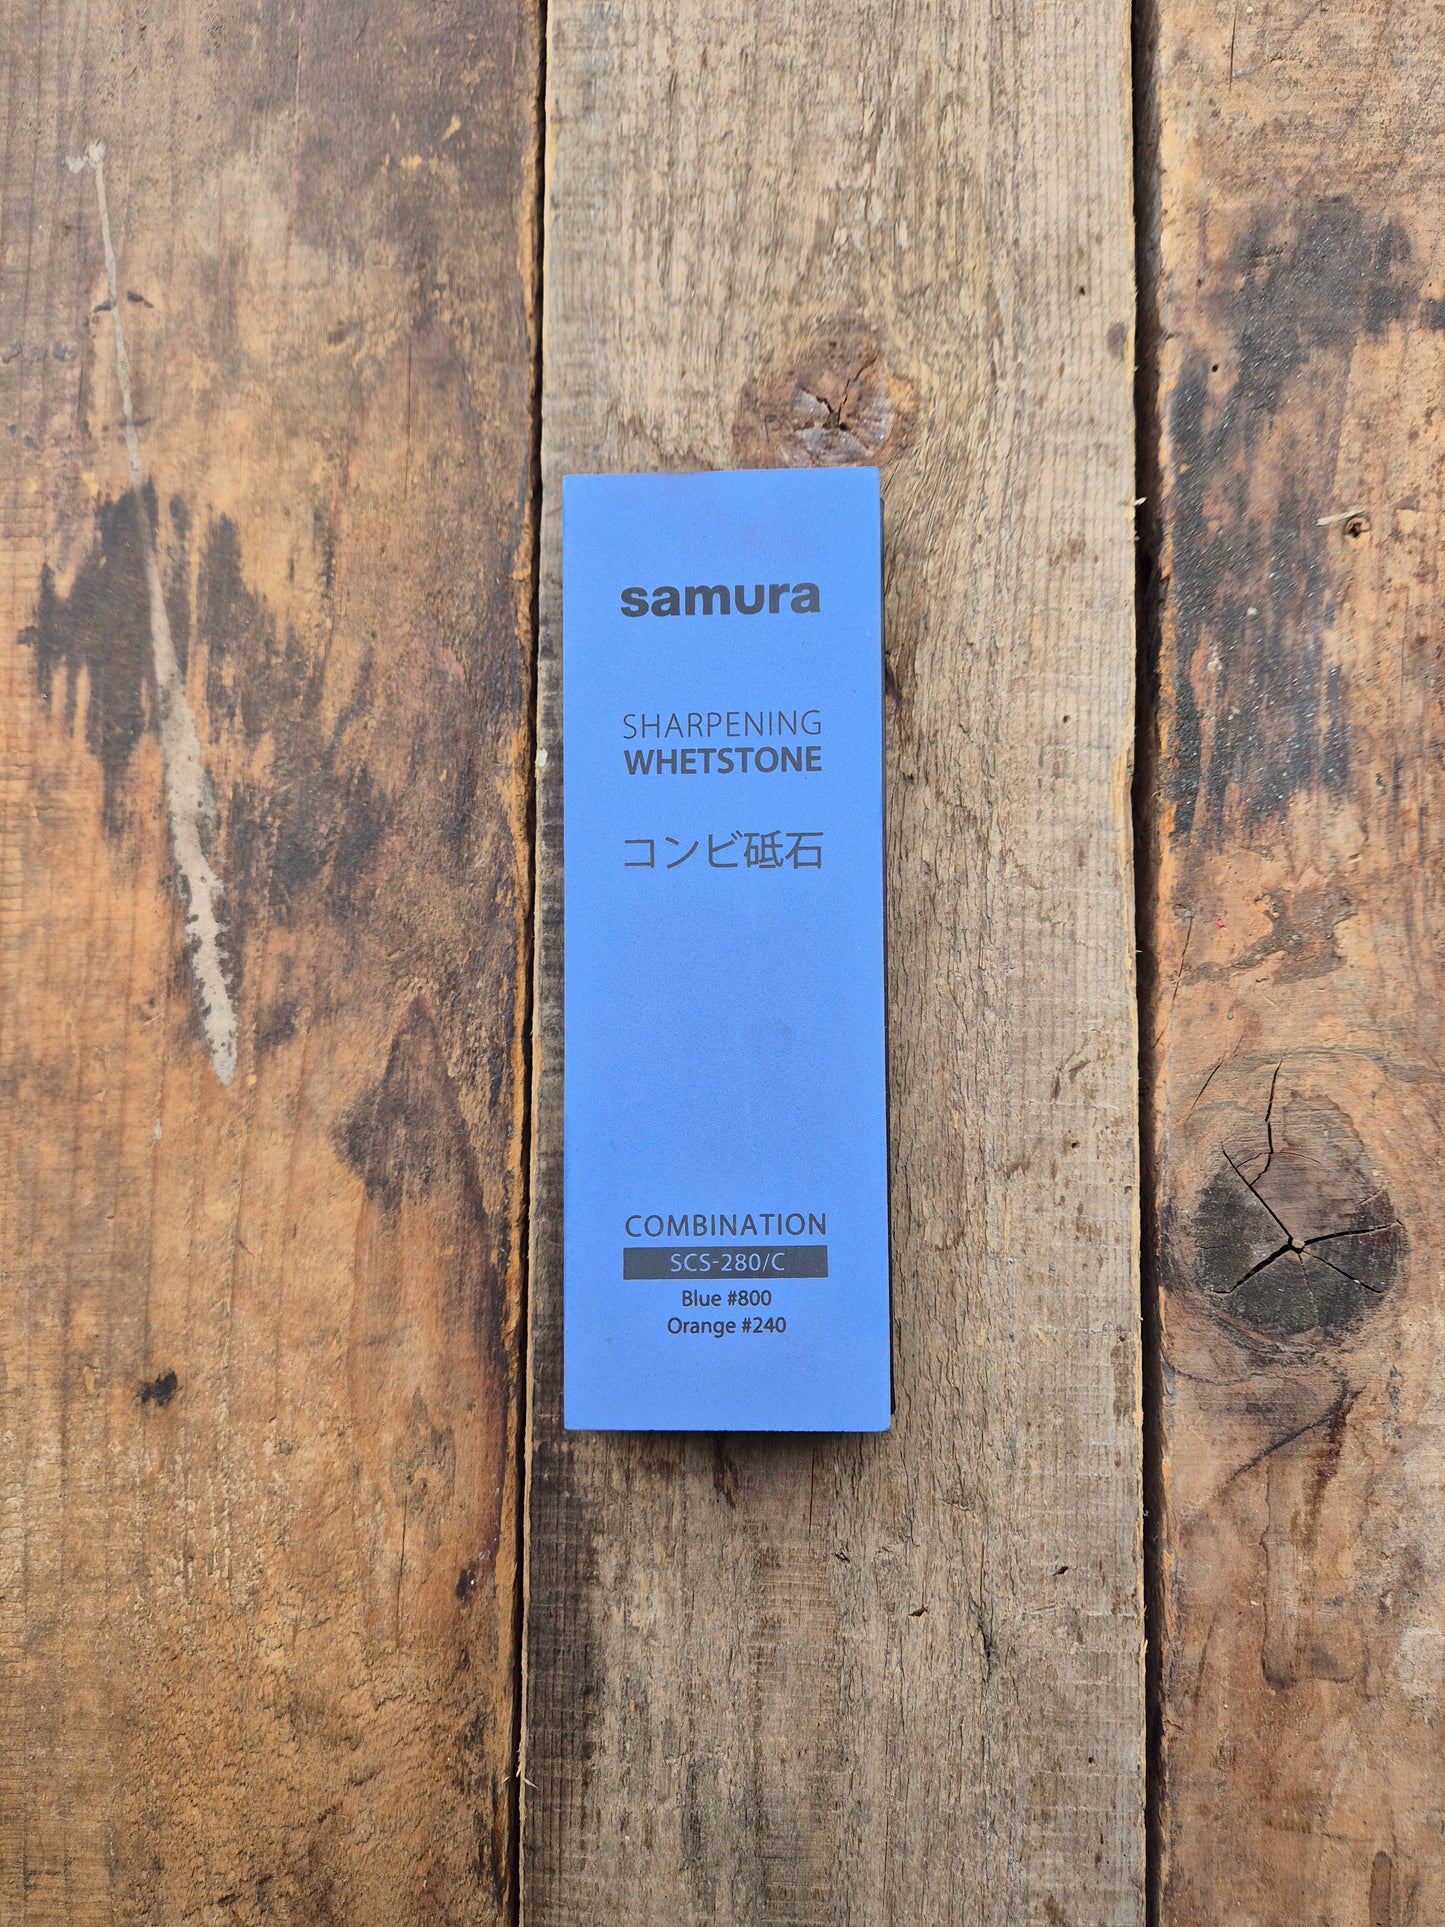 samura
SHARPENING
WHETSTONE
コンビ砥石
COMBINATION
SCS-280/C
Blue #800
Orange #240